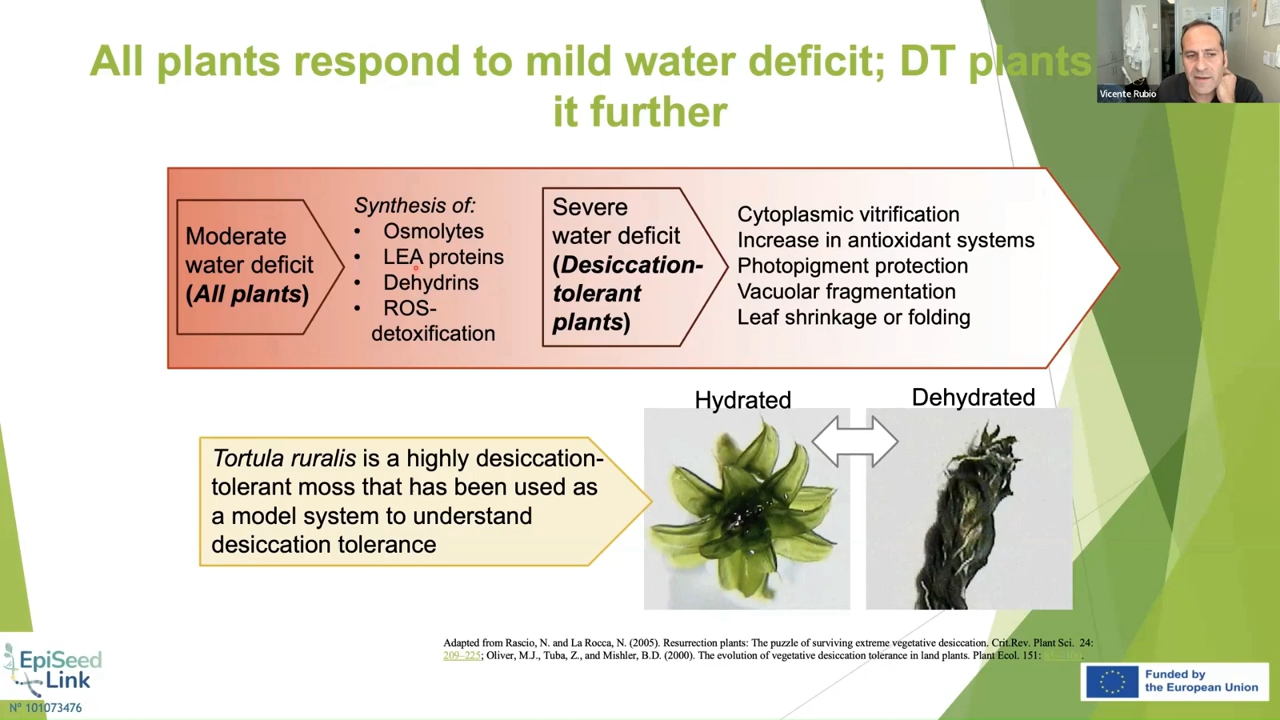 All plants respond to mild water deficit; DT plants
it further
Vicente Rubio
Moderate
water deficit
(All plants)
Synthesis of:
• Osmolytes
• LEA proteins
• Dehydrins
• ROS-
detoxification
Severe
water deficit
(Desiccation-
tolerant
plants)
Cytoplasmic vitrification
Increase in antioxidant systems
Photopigment protection
Vacuolar fragmentation
Leaf shrinkage or folding
Hydrated
Dehydrated
Tortula ruralis is a highly desiccation-
tolerant moss that has been used as
a model system to understand
desiccation tolerance
Adapted from Rascio, N. and La Rocca, N. (2005). Resurrection plants: The puzzle of surviving extreme vegetative desiccation. Crit.Rev. Plant Sci. 24:
209–225; Oliver, M.J., Tuba, Z., and Mishler, B.D. (2000). The evolution of vegetative desiccation tolerance in land plants. Plant Ecol. 151:
EpiSeed
Link
Nº 101073476
Funded by
the European Union